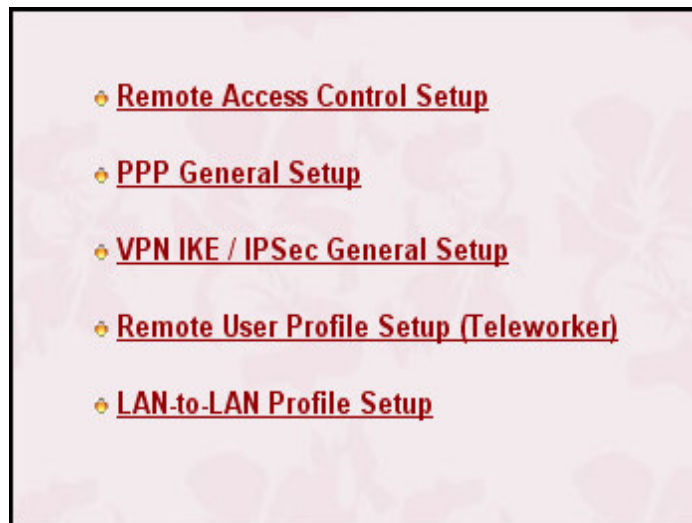 Remote Access Control Setup
PPP General Setup
VPN IKE / IPSec General Setup
Remote User Profile Setup (Teleworker)
LAN-to-LAN Profile Setup